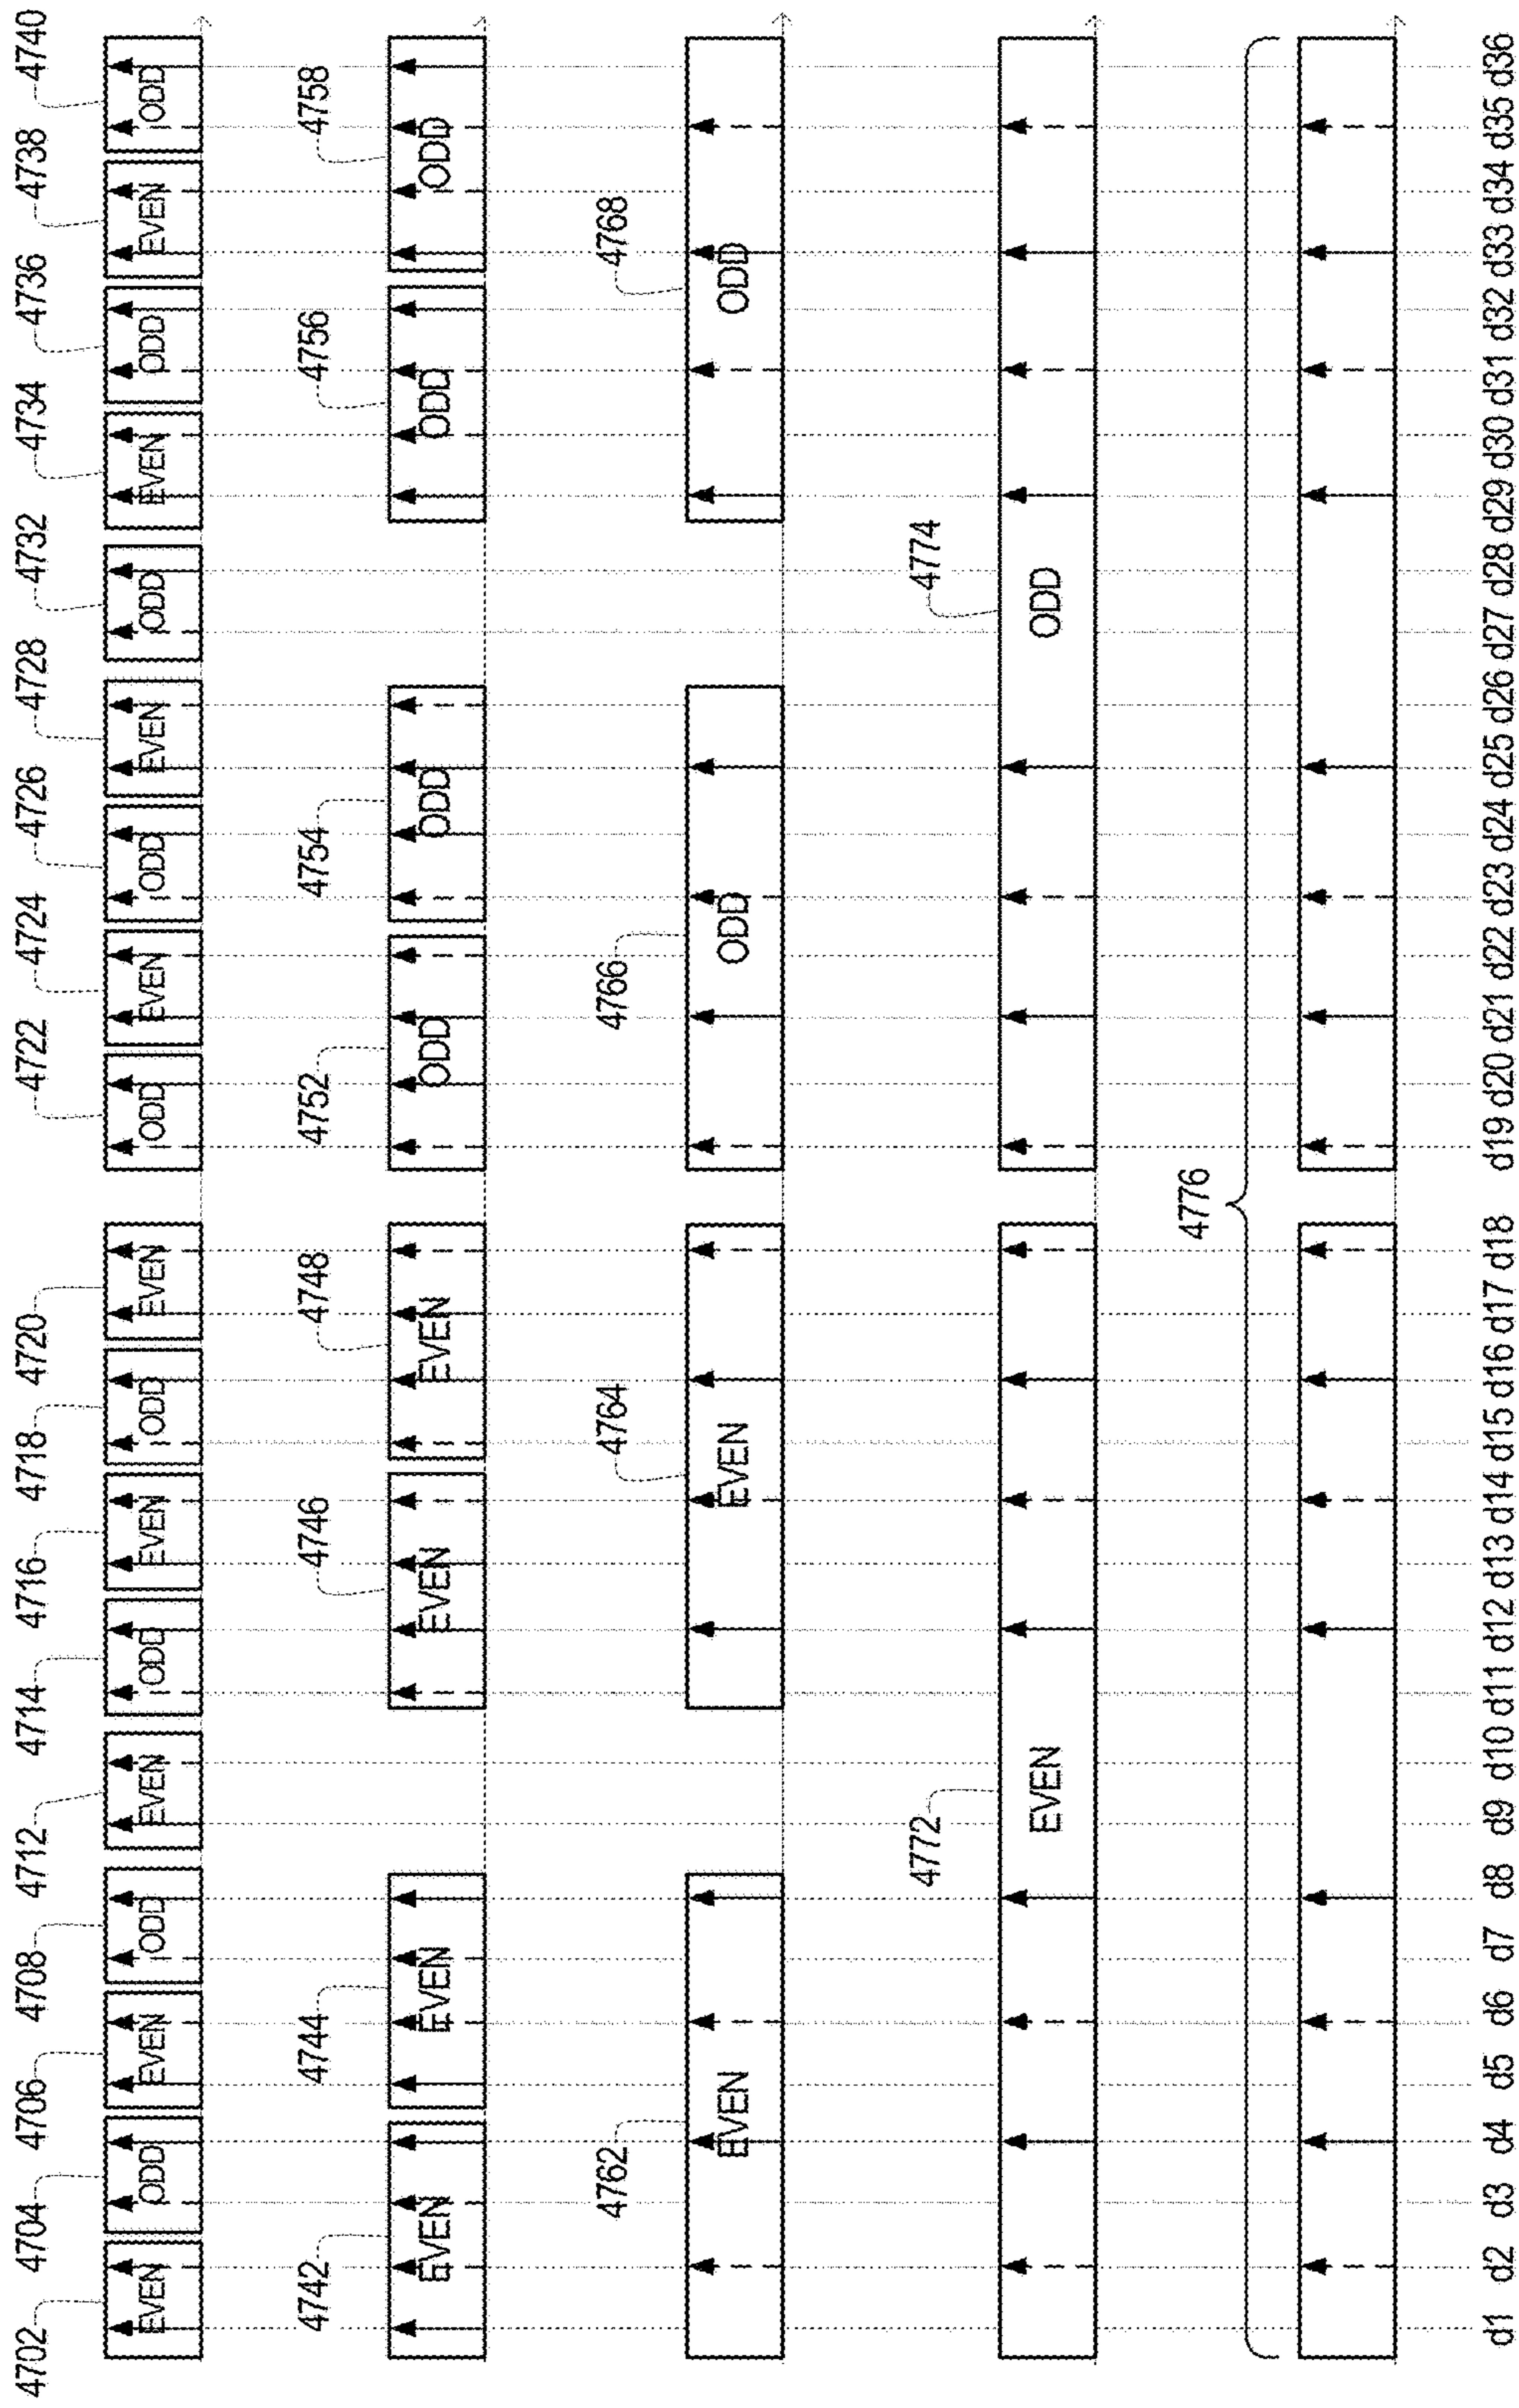 4702 4704 4706 4708 4712 4714 4716 4718 4720 4722 4724 4726 4728 4732 4734 4736 4738 4740
EVEN ODD EVEN ODD EVEN ODD EVEN ODD EVEN ODD EVEN ODD EVEN ODD EVEN ODD EVEN ODD
4742 4744 4746 4748 4752 4754 4756 4758
EVEN EVEN EVEN EVEN ODD ODD ODD ODD
4762 4764 4766 4768
EVEN EVEN ODD ODD
4772 4774
EVEN ODD
4776
d1 d2 d3 d4 d5 d6 d7 d8 d9 d10 d11 d12 d13 d14 d15 d16 d17 d18 d19 d20 d21 d22 d23 d24 d25 d26 d27 d28 d29 d30 d31 d32 d33 d34 d35 d36